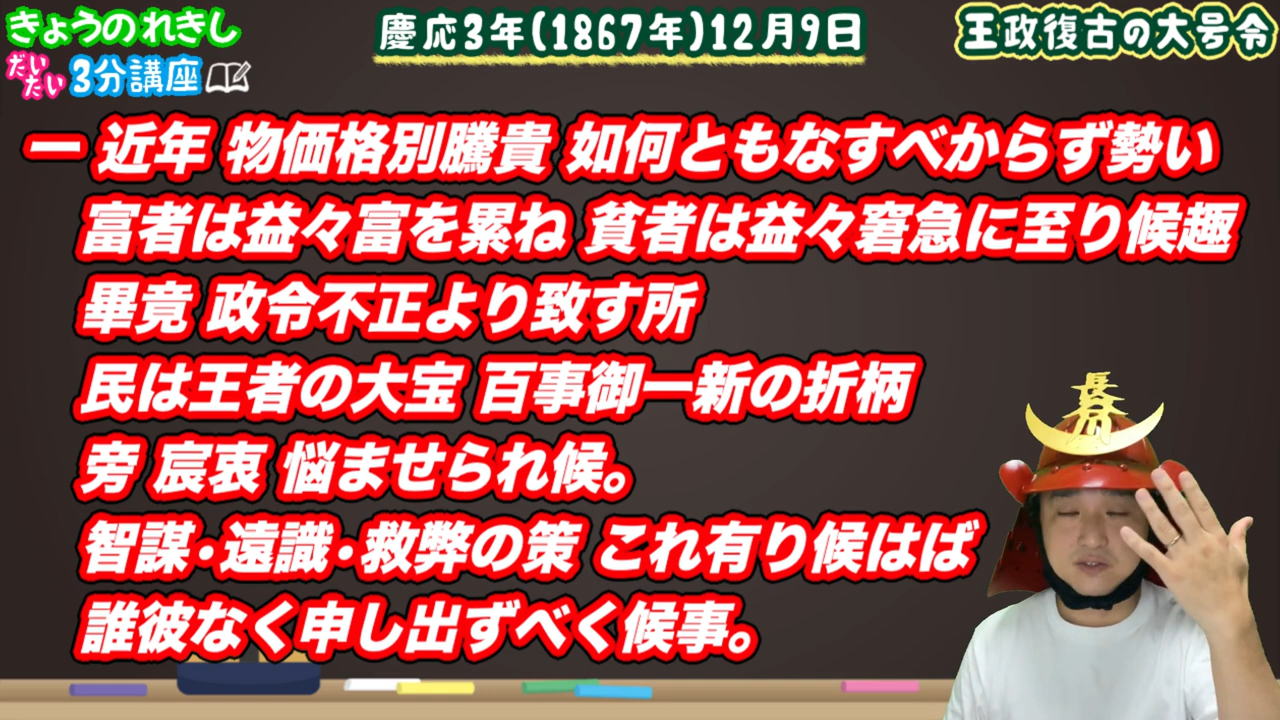 きょうのれきし
だいたい3分講座
慶応3年(1867年)12月9日
王政復古の大号令
一 近年 物価格別騰貴 如何ともなすべからず勢い
富者は益々富を累ね 貧者は益々窘急に至り候趣
畢竟 政令不正より致す所
民は王者の大宝 百事御一新の折柄
旁 宸衷 悩ませられ候。
智謀・遠識・救弊の策 これ有り候はば
誰彼なく申し出ずべく候事。